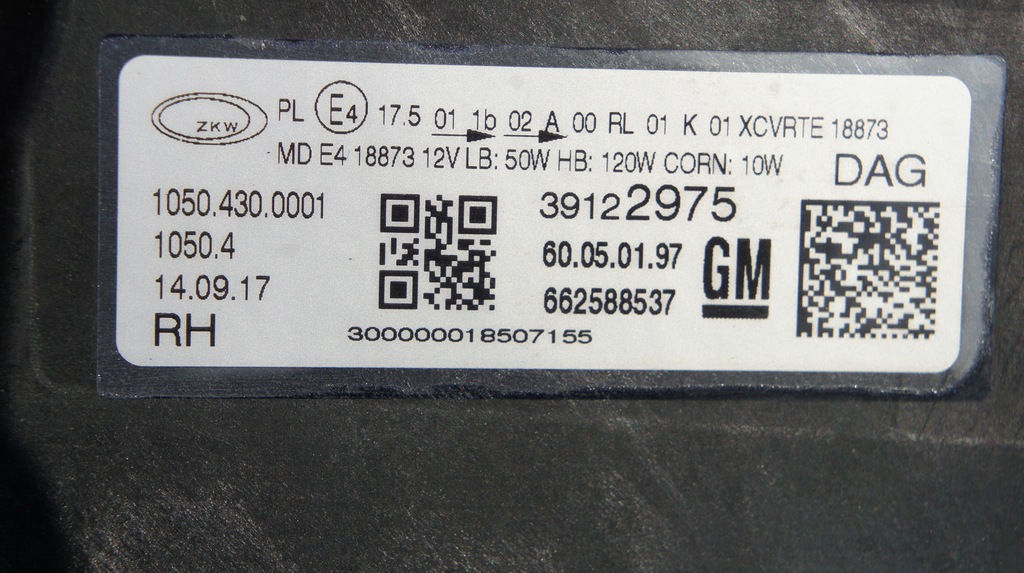 ZKW PL E4 17.5 01 1b 02 A 00 RL 01 K 01 XCVRTE 18873
MD E4 18873 12V LB: 50W HB: 120W CORN: 10W
DAG
1050.430.0001
1050.4
14.09.17
RH
39122975
60.05.01.97
662588537
GM
300000018507155